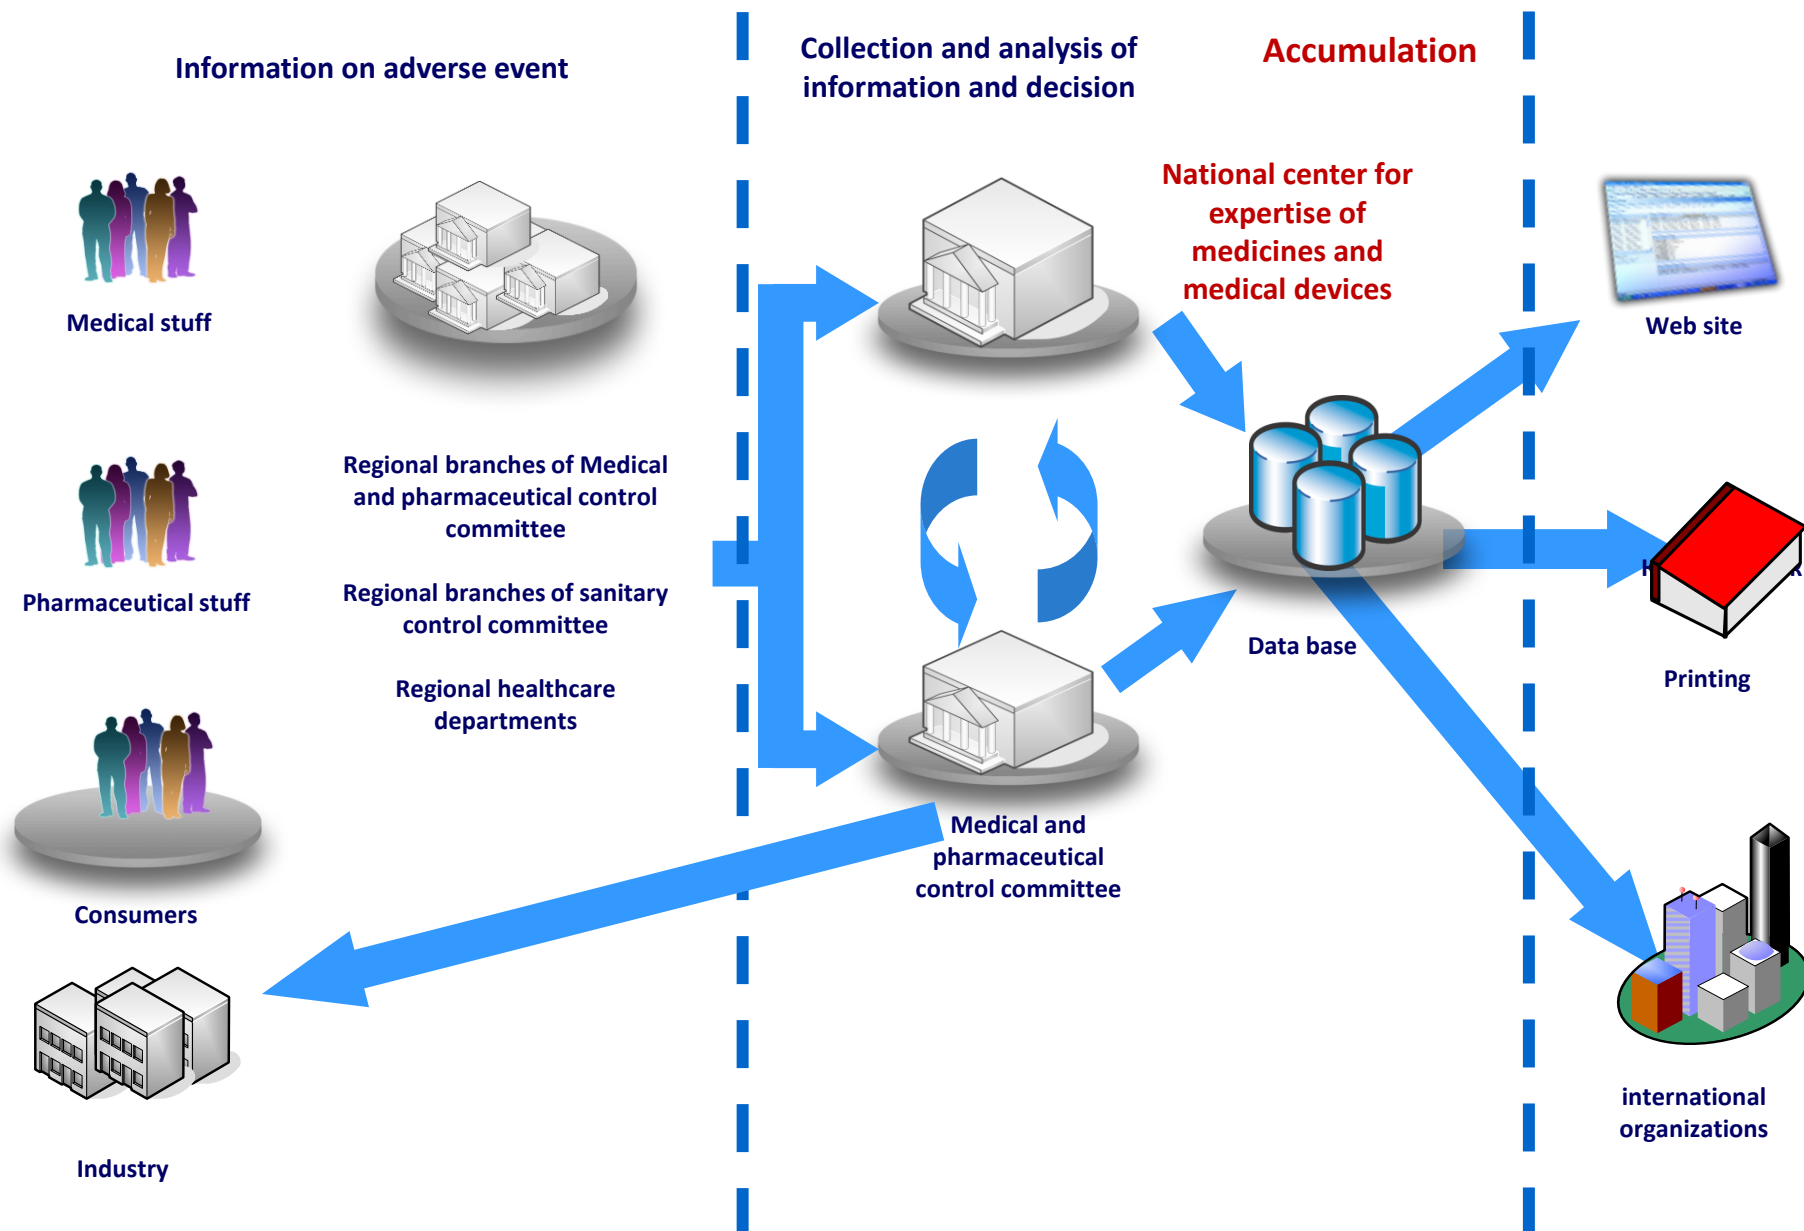 Information on adverse event
Collection and analysis of
information and decision
Accumulation
Medical stuff
Pharmaceutical stuff
Consumers
Industry
Regional branches of Medical
and pharmaceutical control
committee
Regional branches of sanitary
control committee
Regional healthcare
departments
National center for
expertise of
medicines and
medical devices
Medical and
pharmaceutical
control committee
Data base
Web site
Printing
international
organizations